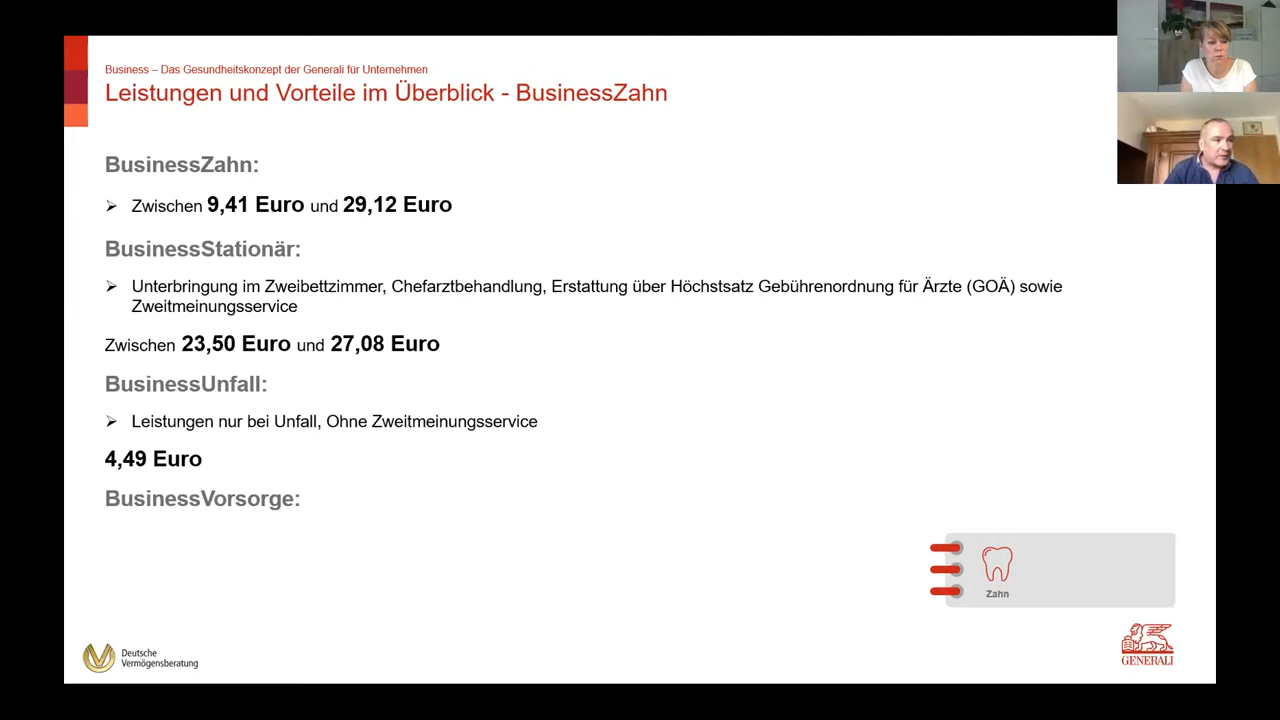 Business – Das Gesundheitskonzept der Generali für Unternehmen
Leistungen und Vorteile im Überblick - BusinessZahn
BusinessZahn:
Zwischen 9,41 Euro und 29,12 Euro
BusinessStationär:
Unterbringung im Zweibettzimmer, Chefarztbehandlung, Erstattung über Höchstsatz Gebührenordnung für Ärzte (GOÄ) sowie
Zweitmeinungsservice
Zwischen 23,50 Euro und 27,08 Euro
BusinessUnfall:
Leistungen nur bei Unfall, Ohne Zweitmeinungsservice
4,49 Euro
BusinessVorsorge:
Zahn
Deutsche
Vermögensberatung
GENERALI